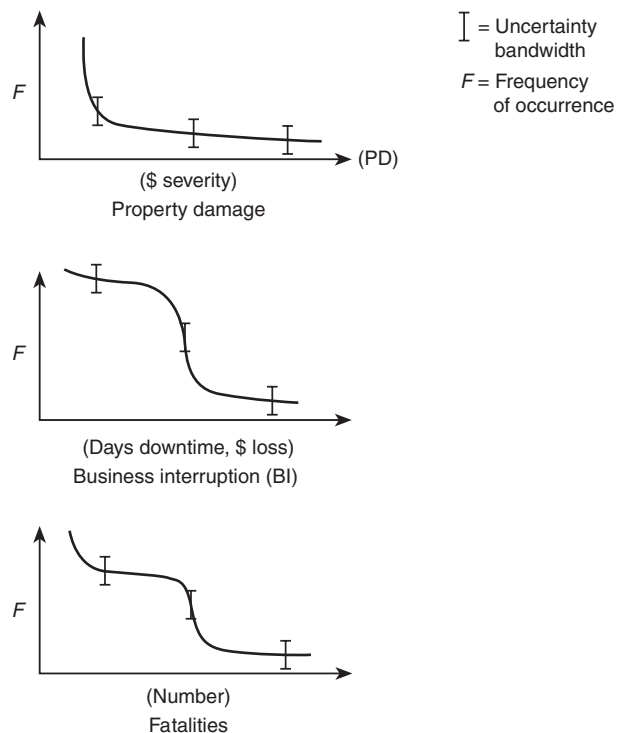 F
(PD)
($ severity)
Property damage
= Uncertainty
bandwidth
F = Frequency
of occurrence
F
(Days downtime, $ loss)
Business interruption (BI)
F
(Number)
Fatalities